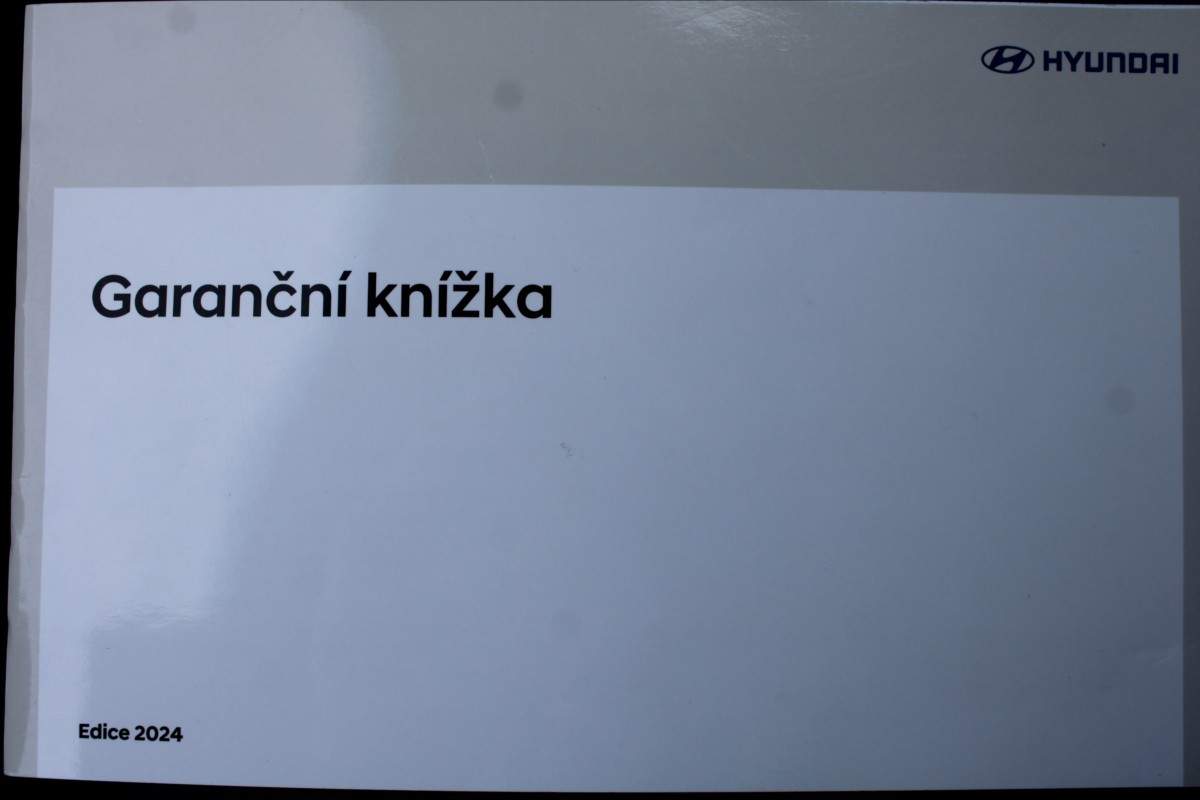 HYUNDAI
Garanční knížka
Edice 2024